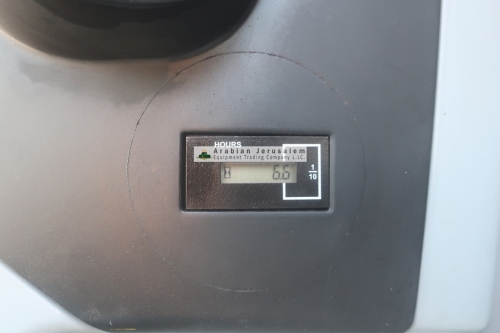 HOURS
Arabian Jerusalem
Equipment Trading Company L.L.C.
6.6
1
10